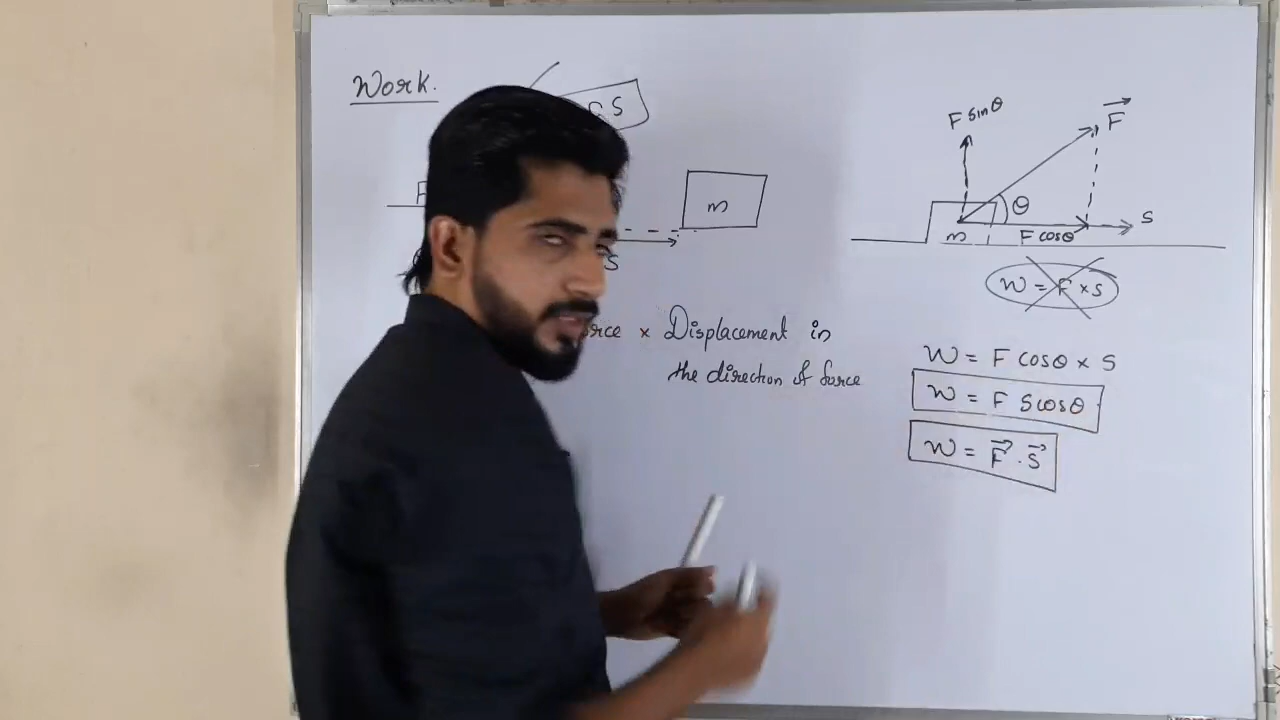 Work.
S
F
m
S
× Displacement in
the direction of force
F sinθ
F⃗
θ
S
m
F cosθ
W = F × s
W = F cosθ × S
W = F S cosθ
W = F⃗ . S⃗